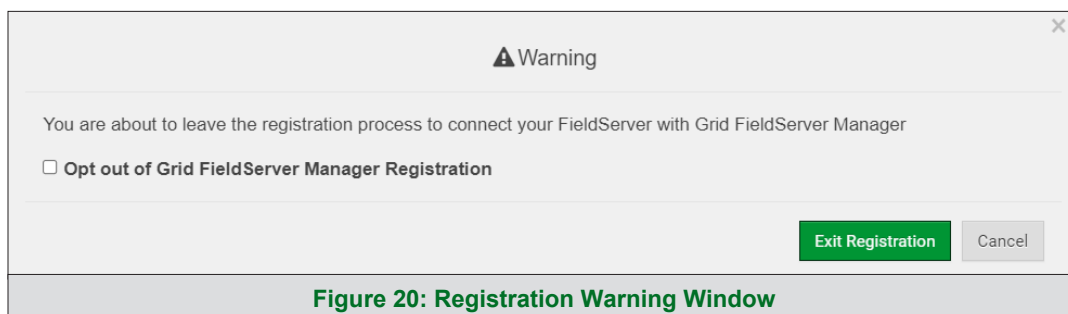 Warning
You are about to leave the registration process to connect your FieldServer with Grid FieldServer Manager
Opt out of Grid FieldServer Manager Registration
Exit Registration Cancel
Figure 20: Registration Warning Window